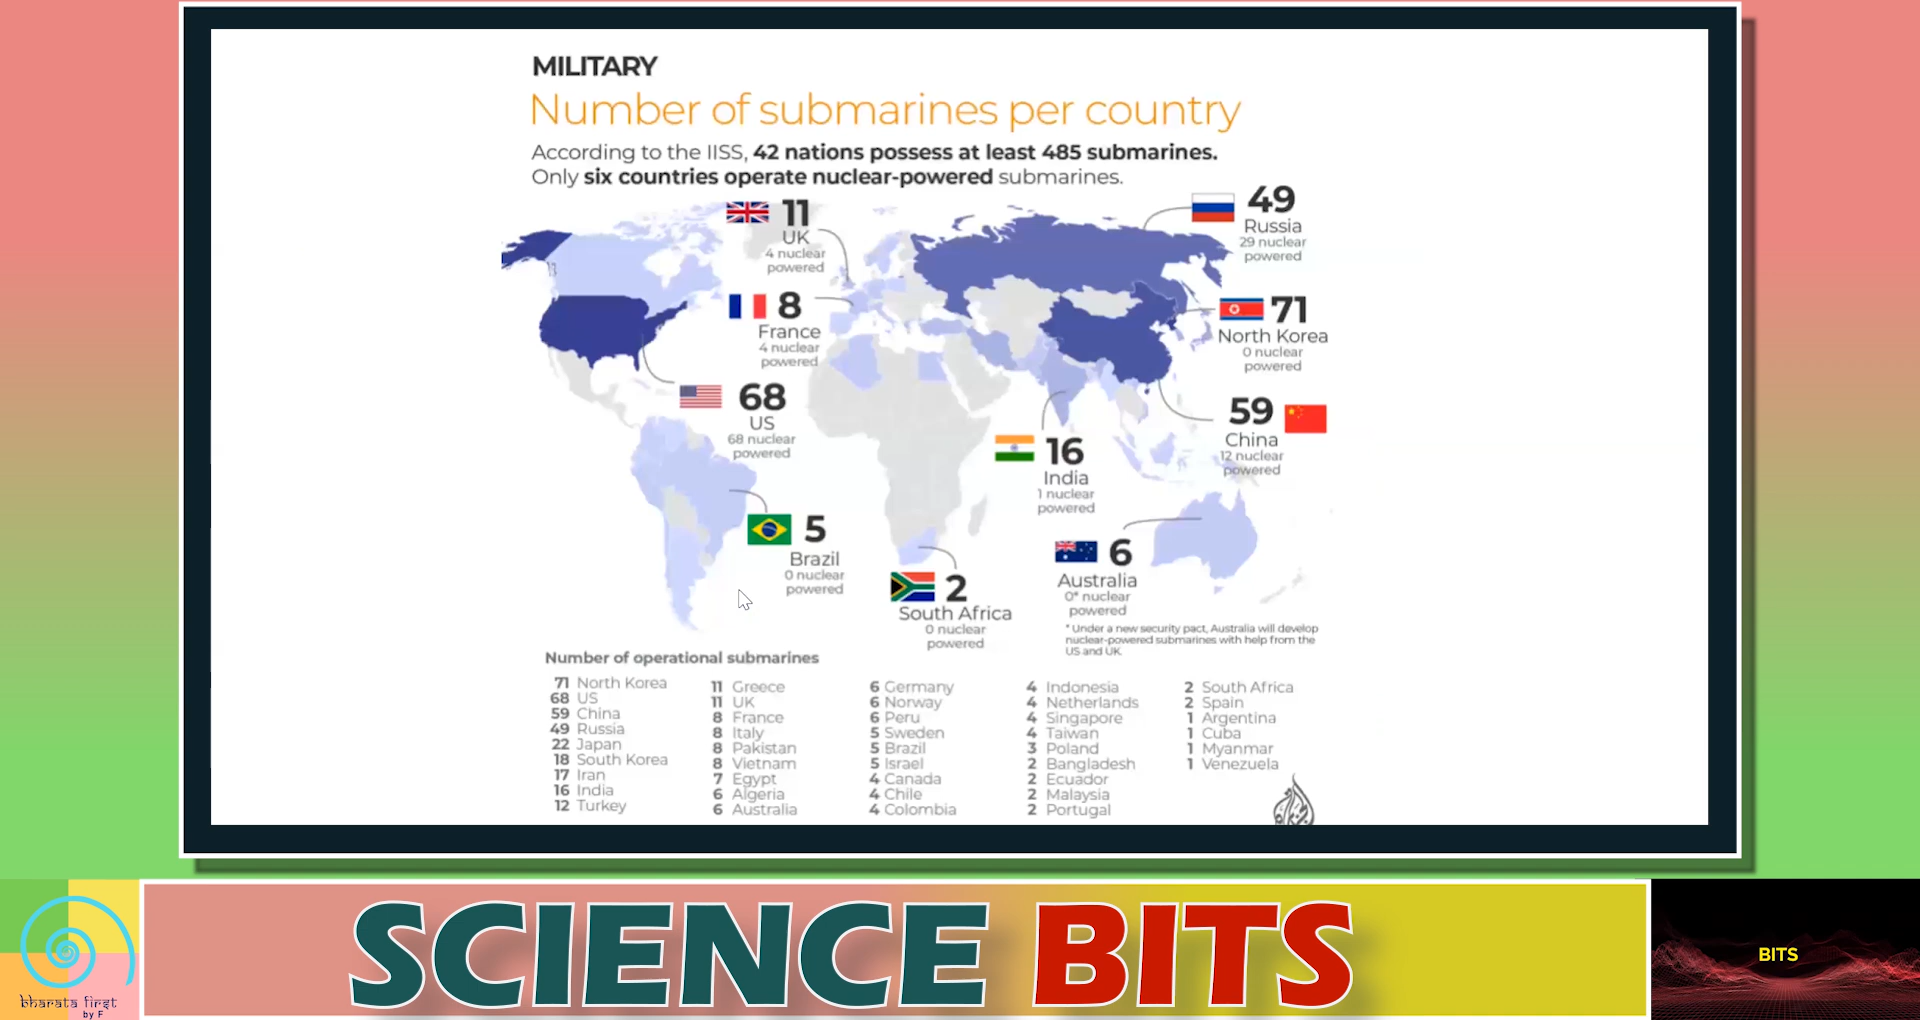 MILITARY
Number of submarines per country
According to the IISS, 42 nations possess at least 485 submarines.
Only six countries operate nuclear-powered submarines.
11
UK
4 nuclear
powered
49
Russia
29 nuclear
powered
8
France
4 nuclear
powered
71
North Korea
0 nuclear
powered
68
US
68 nuclear
powered
59
China
12 nuclear
powered
16
India
1 nuclear
powered
5
Brazil
0 nuclear
powered
2
South Africa
0 nuclear
powered
6
Australia
0* nuclear
powered
* Under a new security pact, Australia will develop
nuclear-powered submarines with help from the
US and UK
Number of operational submarines
71 North Korea
68 US
59 China
49 Russia
22 Japan
18 South Korea
17 Iran
16 India
12 Turkey
11 Greece
11 UK
8 France
8 Italy
8 Pakistan
8 Vietnam
7 Egypt
6 Algeria
6 Australia
6 Germany
6 Norway
6 Peru
5 Sweden
5 Brazil
5 Israel
4 Canada
4 Chile
4 Colombia
4 Indonesia
4 Netherlands
4 Singapore
4 Taiwan
3 Poland
2 Bangladesh
2 Ecuador
2 Malaysia
2 Portugal
2 South Africa
2 Spain
1 Argentina
1 Cuba
1 Myanmar
1 Venezuela
SCIENCE BITS
BITS
bharata first
by F